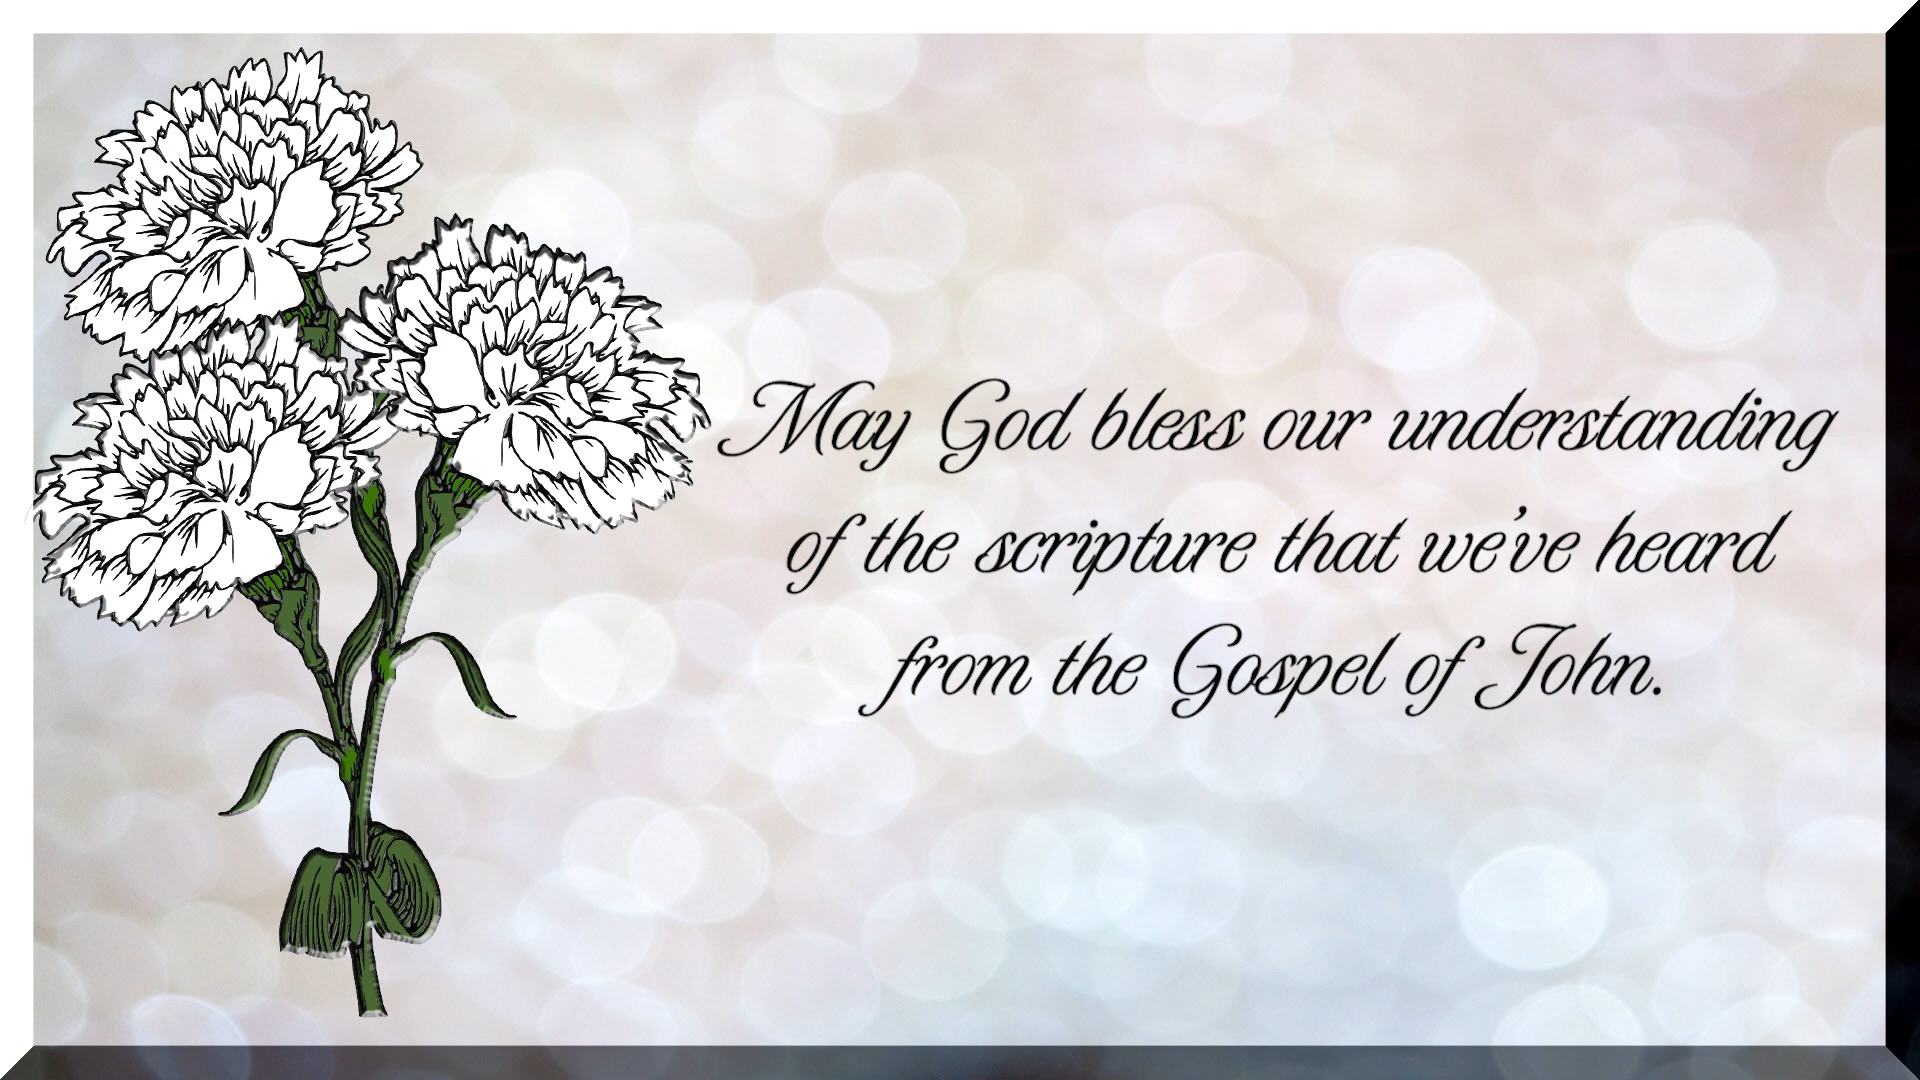 May God bless our understanding
of the scripture that we've heard
from the Gospel of John.